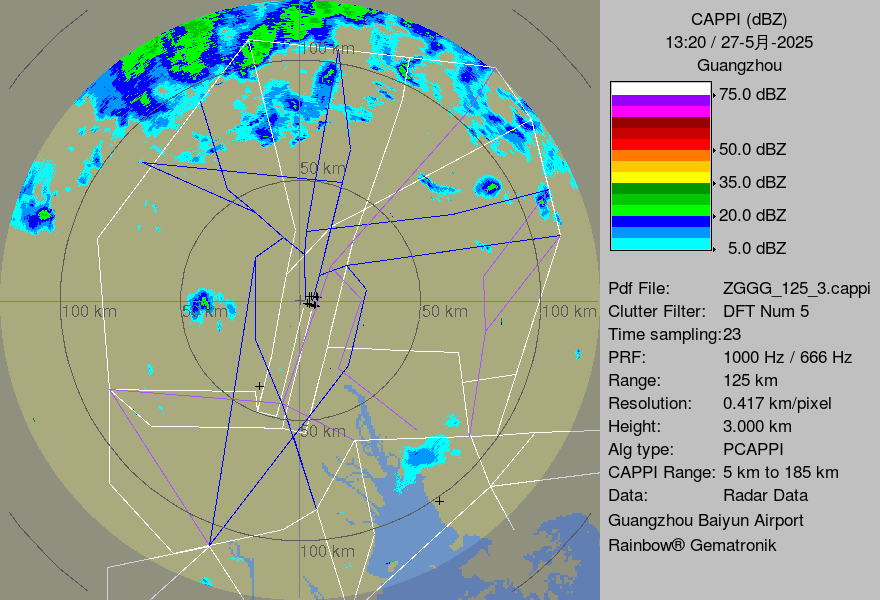 100 km
50 km
100 km
50 km
50 km
100 km
50 km
100 km
CAPPI (dBZ)
13:20 / 27-5月-2025
Guangzhou
75.0 dBZ
50.0 dBZ
35.0 dBZ
20.0 dBZ
5.0 dBZ
Pdf File: ZGGG_125_3.cappi
Clutter Filter: DFT Num 5
Time sampling:23
PRF: 1000 Hz / 666 Hz
Range: 125 km
Resolution: 0.417 km/pixel
Height: 3.000 km
Alg type: PCAPPI
CAPPI Range: 5 km to 185 km
Data: Radar Data
Guangzhou Baiyun Airport
Rainbow® Gematronik